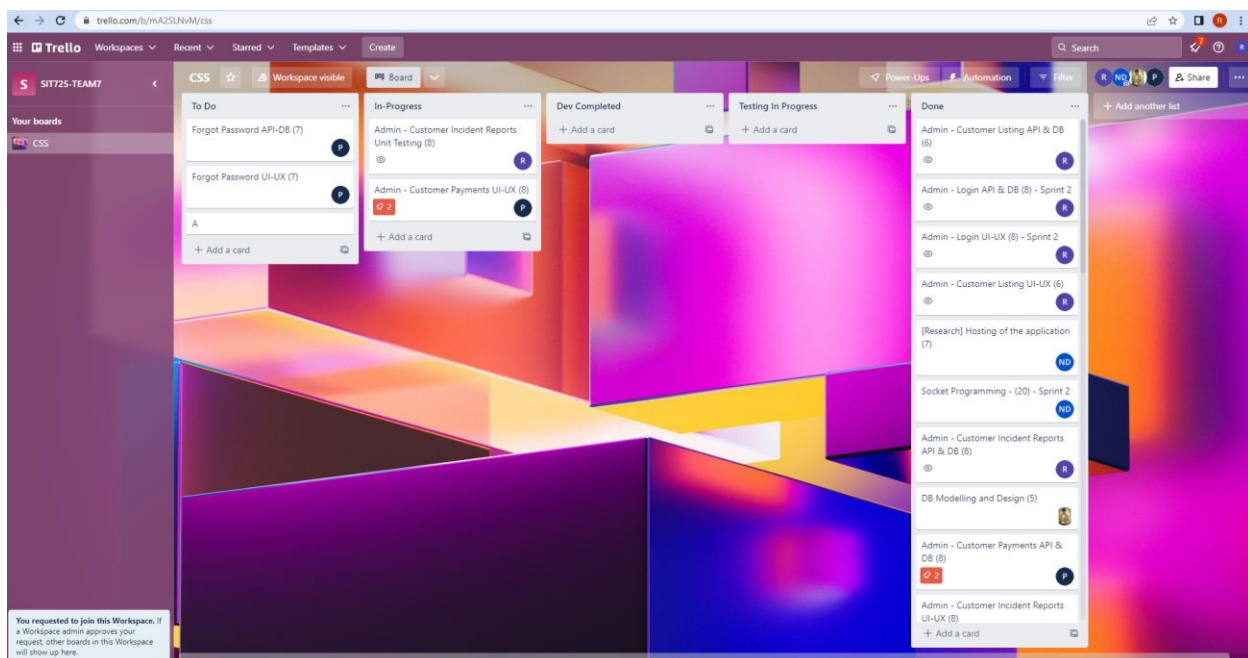 trello.com/b/mA2SLNvM/css
R
Trello Workspaces Recent Starred Templates Create
Search
7
R
S SIT725-TEAM7
CSS Workspace visible Board
Power-Ups Automation Filter
R ND P Share
Your boards
CSS
To Do
Forgot Password API-DB (7)
P
Forgot Password UI-UX (7)
P
A
+ Add a card
In-Progress
Admin - Customer Incident Reports
Unit Testing (8)
R
Admin - Customer Payments UI-UX (8)
2
P
+ Add a card
Dev Completed
+ Add a card
Testing In Progress
+ Add a card
Done
Admin - Customer Listing API & DB
(6)
R
Admin - Login API & DB (8) - Sprint 2
R
Admin - Login UI-UX (8) - Sprint 2
R
Admin - Customer Listing UI-UX (6)
R
[Research] Hosting of the application
(7)
ND
Socket Programming - (20) - Sprint 2
ND
Admin - Customer Incident Reports
API & DB (8)
R
DB Modelling and Design (5)
Admin - Customer Payments API &
DB (8)
2
P
Admin - Customer Incident Reports
UI-UX (8)
+ Add a card
+ Add another list
You requested to join this Workspace. If
a Workspace admin approves your
request, other boards in this Workspace
will show up here.